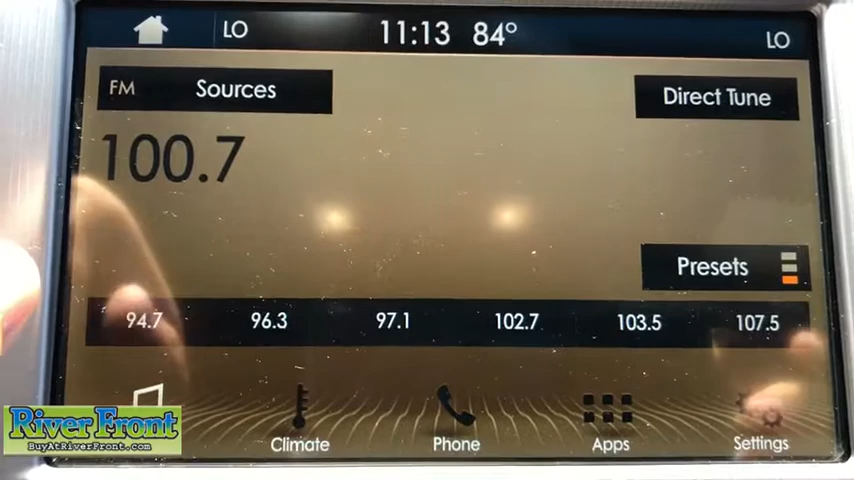 LO 11:13 84° LO
FM Sources Direct Tune
100.7
Presets
94.7 96.3 97.1 102.7 103.5 107.5
Climate Phone Apps Settings
River Front
BuyAtRiverFront.com